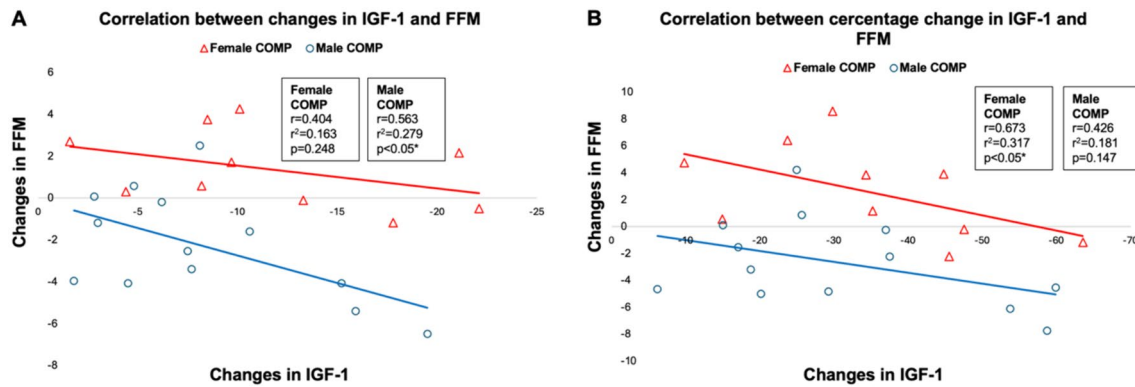 A
Correlation between changes in IGF-1 and FFM
Female COMP
Male COMP
Female
COMP
r=0.404
r²=0.163
p=0.248
Male
COMP
r=0.563
r²=0.279
p<0.05*
Changes in FFM
6
4
2
0
-2
-4
-6
-8
0
-5
-10
-15
-20
-25
Changes in IGF-1
B
Correlation between cercentage change in IGF-1 and
FFM
Female COMP
Male COMP
Female
COMP
r=0.673
r²=0.317
p<0.05*
Male
COMP
r=0.426
r²=0.181
p=0.147
Changes in FFM
10
8
6
4
2
0
-2
-4
-6
-8
-10
0
-10
-20
-30
-40
-50
-60
-70
Changes in IGF-1